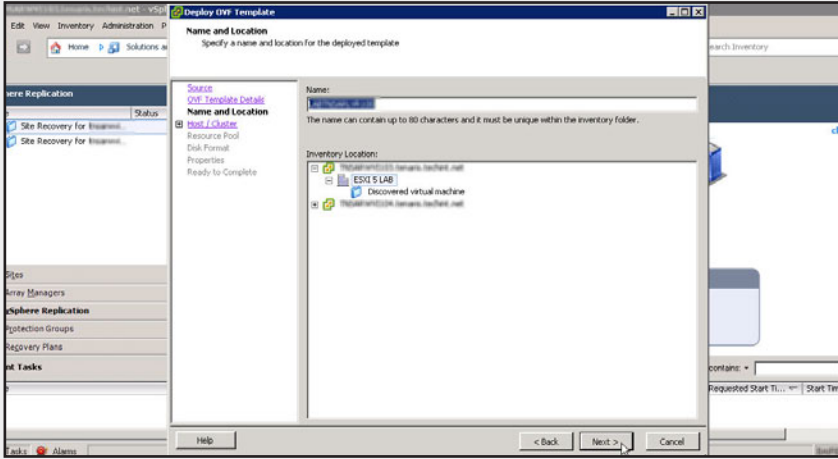 net - vSpl
Edit View Inventory Administration P
Home
Solutions a
earch Inventory
here Replication
Status
Site Recovery for
Site Recovery for
Sites
Array Managers
vSphere Replication
Protection Groups
Recovery Plans
nt Tasks
Tasks Alarms
Deploy OVF Template
Name and Location
Specify a name and location for the deployed template
Source
OVF Template Details
Name and Location
Host / Cluster
Resource Pool
Disk Format
Properties
Ready to Complete
Name:
The name can contain up to 80 characters and it must be unique within the inventory folder.
Inventory Location:
ESXI 5 LAB
Discovered virtual machine
Help
< Back
Next >
Cancel
contains:
Requested Start Ti...
Start Tim